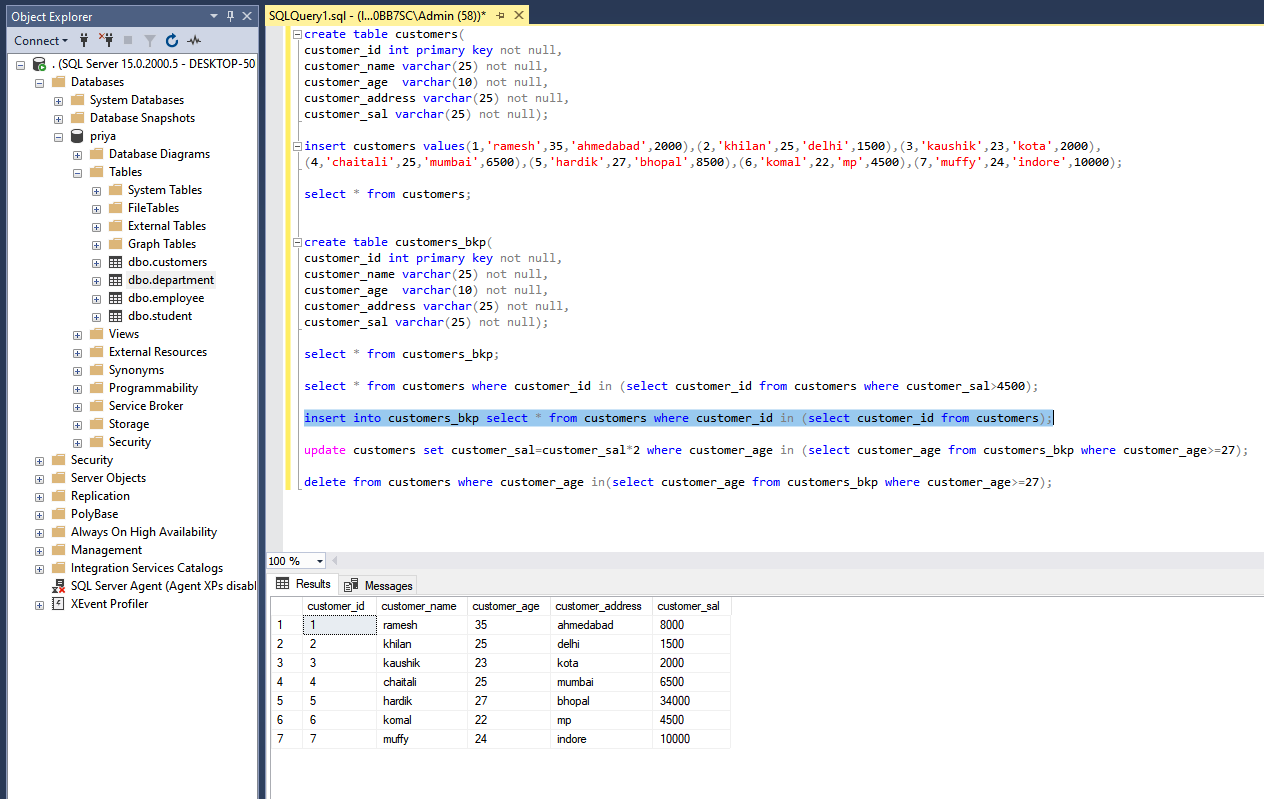 Object Explorer
Connect
. (SQL Server 15.0.2000.5 - DESKTOP-50
Databases
System Databases
Database Snapshots
priya
Database Diagrams
Tables
System Tables
FileTables
External Tables
Graph Tables
dbo.customers
dbo.department
dbo.employee
dbo.student
Views
External Resources
Synonyms
Programmability
Service Broker
Storage
Security
Security
Server Objects
Replication
PolyBase
Always On High Availability
Management
Integration Services Catalogs
SQL Server Agent (Agent XPs disabl
XEvent Profiler
SQLQuery1.sql - (l...0BB7SC\Admin (58))*
create table customers(
customer_id int primary key not null,
customer_name varchar(25) not null,
customer_age  varchar(10) not null,
customer_address varchar(25) not null,
customer_sal varchar(25) not null);
insert customers values(1,'ramesh',35,'ahmedabad',2000),(2,'khilan',25,'delhi',1500),(3,'kaushik',23,'kota',2000),
(4,'chaitali',25,'mumbai',6500),(5,'hardik',27,'bhopal',8500),(6,'komal',22,'mp',4500),(7,'muffy',24,'indore',10000);
select * from customers;
create table customers_bkp(
customer_id int primary key not null,
customer_name varchar(25) not null,
customer_age  varchar(10) not null,
customer_address varchar(25) not null,
customer_sal varchar(25) not null);
select * from customers_bkp;
select * from customers where customer_id in (select customer_id from customers where customer_sal>4500);
insert into customers_bkp select * from customers where customer_id in (select customer_id from customers);
update customers set customer_sal=customer_sal*2 where customer_age in (select customer_age from customers_bkp where customer_age>=27);
delete from customers where customer_age in(select customer_age from customers_bkp where customer_age>=27);
100 %
Results Messages
customer_id customer_name customer_age customer_address customer_sal
1 1 ramesh 35 ahmedabad 8000
2 2 khilan 25 delhi 1500
3 3 kaushik 23 kota 2000
4 4 chaitali 25 mumbai 6500
5 5 hardik 27 bhopal 34000
6 6 komal 22 mp 4500
7 7 muffy 24 indore 10000